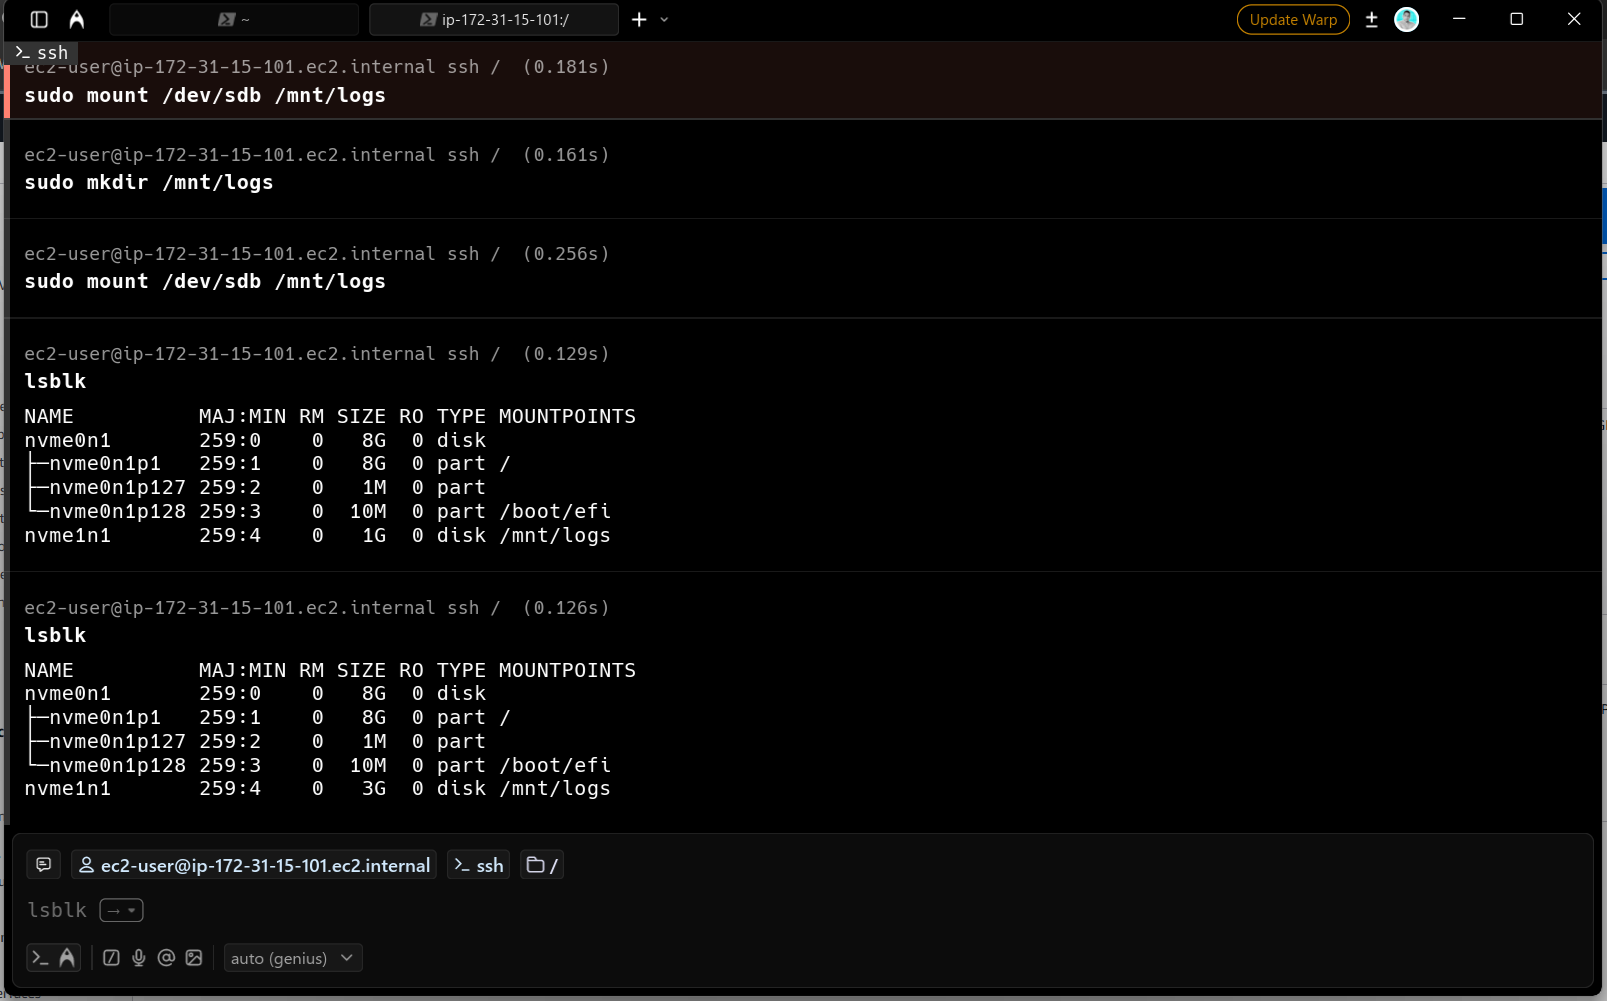 ~
ip-172-31-15-101:/
Update Warp
ssh
ec2-user@ip-172-31-15-101.ec2.internal ssh / (0.181s)
sudo mount /dev/sdb /mnt/logs
ec2-user@ip-172-31-15-101.ec2.internal ssh / (0.161s)
sudo mkdir /mnt/logs
ec2-user@ip-172-31-15-101.ec2.internal ssh / (0.256s)
sudo mount /dev/sdb /mnt/logs
ec2-user@ip-172-31-15-101.ec2.internal ssh / (0.129s)
lsblk
NAME          MAJ:MIN RM SIZE RO TYPE MOUNTPOINTS
nvme0n1       259:0    0   8G  0 disk
├─nvme0n1p1   259:1    0   8G  0 part /
├─nvme0n1p127 259:2    0   1M  0 part
└─nvme0n1p128 259:3    0  10M  0 part /boot/efi
nvme1n1       259:4    0   1G  0 disk /mnt/logs
ec2-user@ip-172-31-15-101.ec2.internal ssh / (0.126s)
lsblk
NAME          MAJ:MIN RM SIZE RO TYPE MOUNTPOINTS
nvme0n1       259:0    0   8G  0 disk
├─nvme0n1p1   259:1    0   8G  0 part /
├─nvme0n1p127 259:2    0   1M  0 part
└─nvme0n1p128 259:3    0  10M  0 part /boot/efi
nvme1n1       259:4    0   3G  0 disk /mnt/logs
ec2-user@ip-172-31-15-101.ec2.internal ssh /
lsblk
auto (genius)